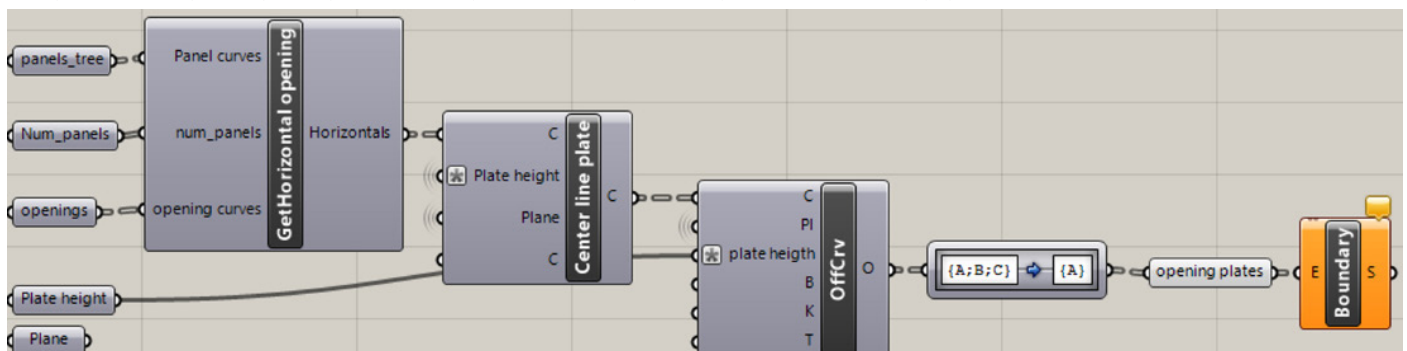 panels_tree
Num_panels
openings
Plate height
Plane
Panel curves
num_panels
opening curves
GetHorizontal opening
Horizontals
C
Plate height
Plane
C
Center line plate
C
C
Pl
plate heigth
B
K
T
OffCrv
O
{A;B;C}
{A}
opening plates
E
Boundary
S